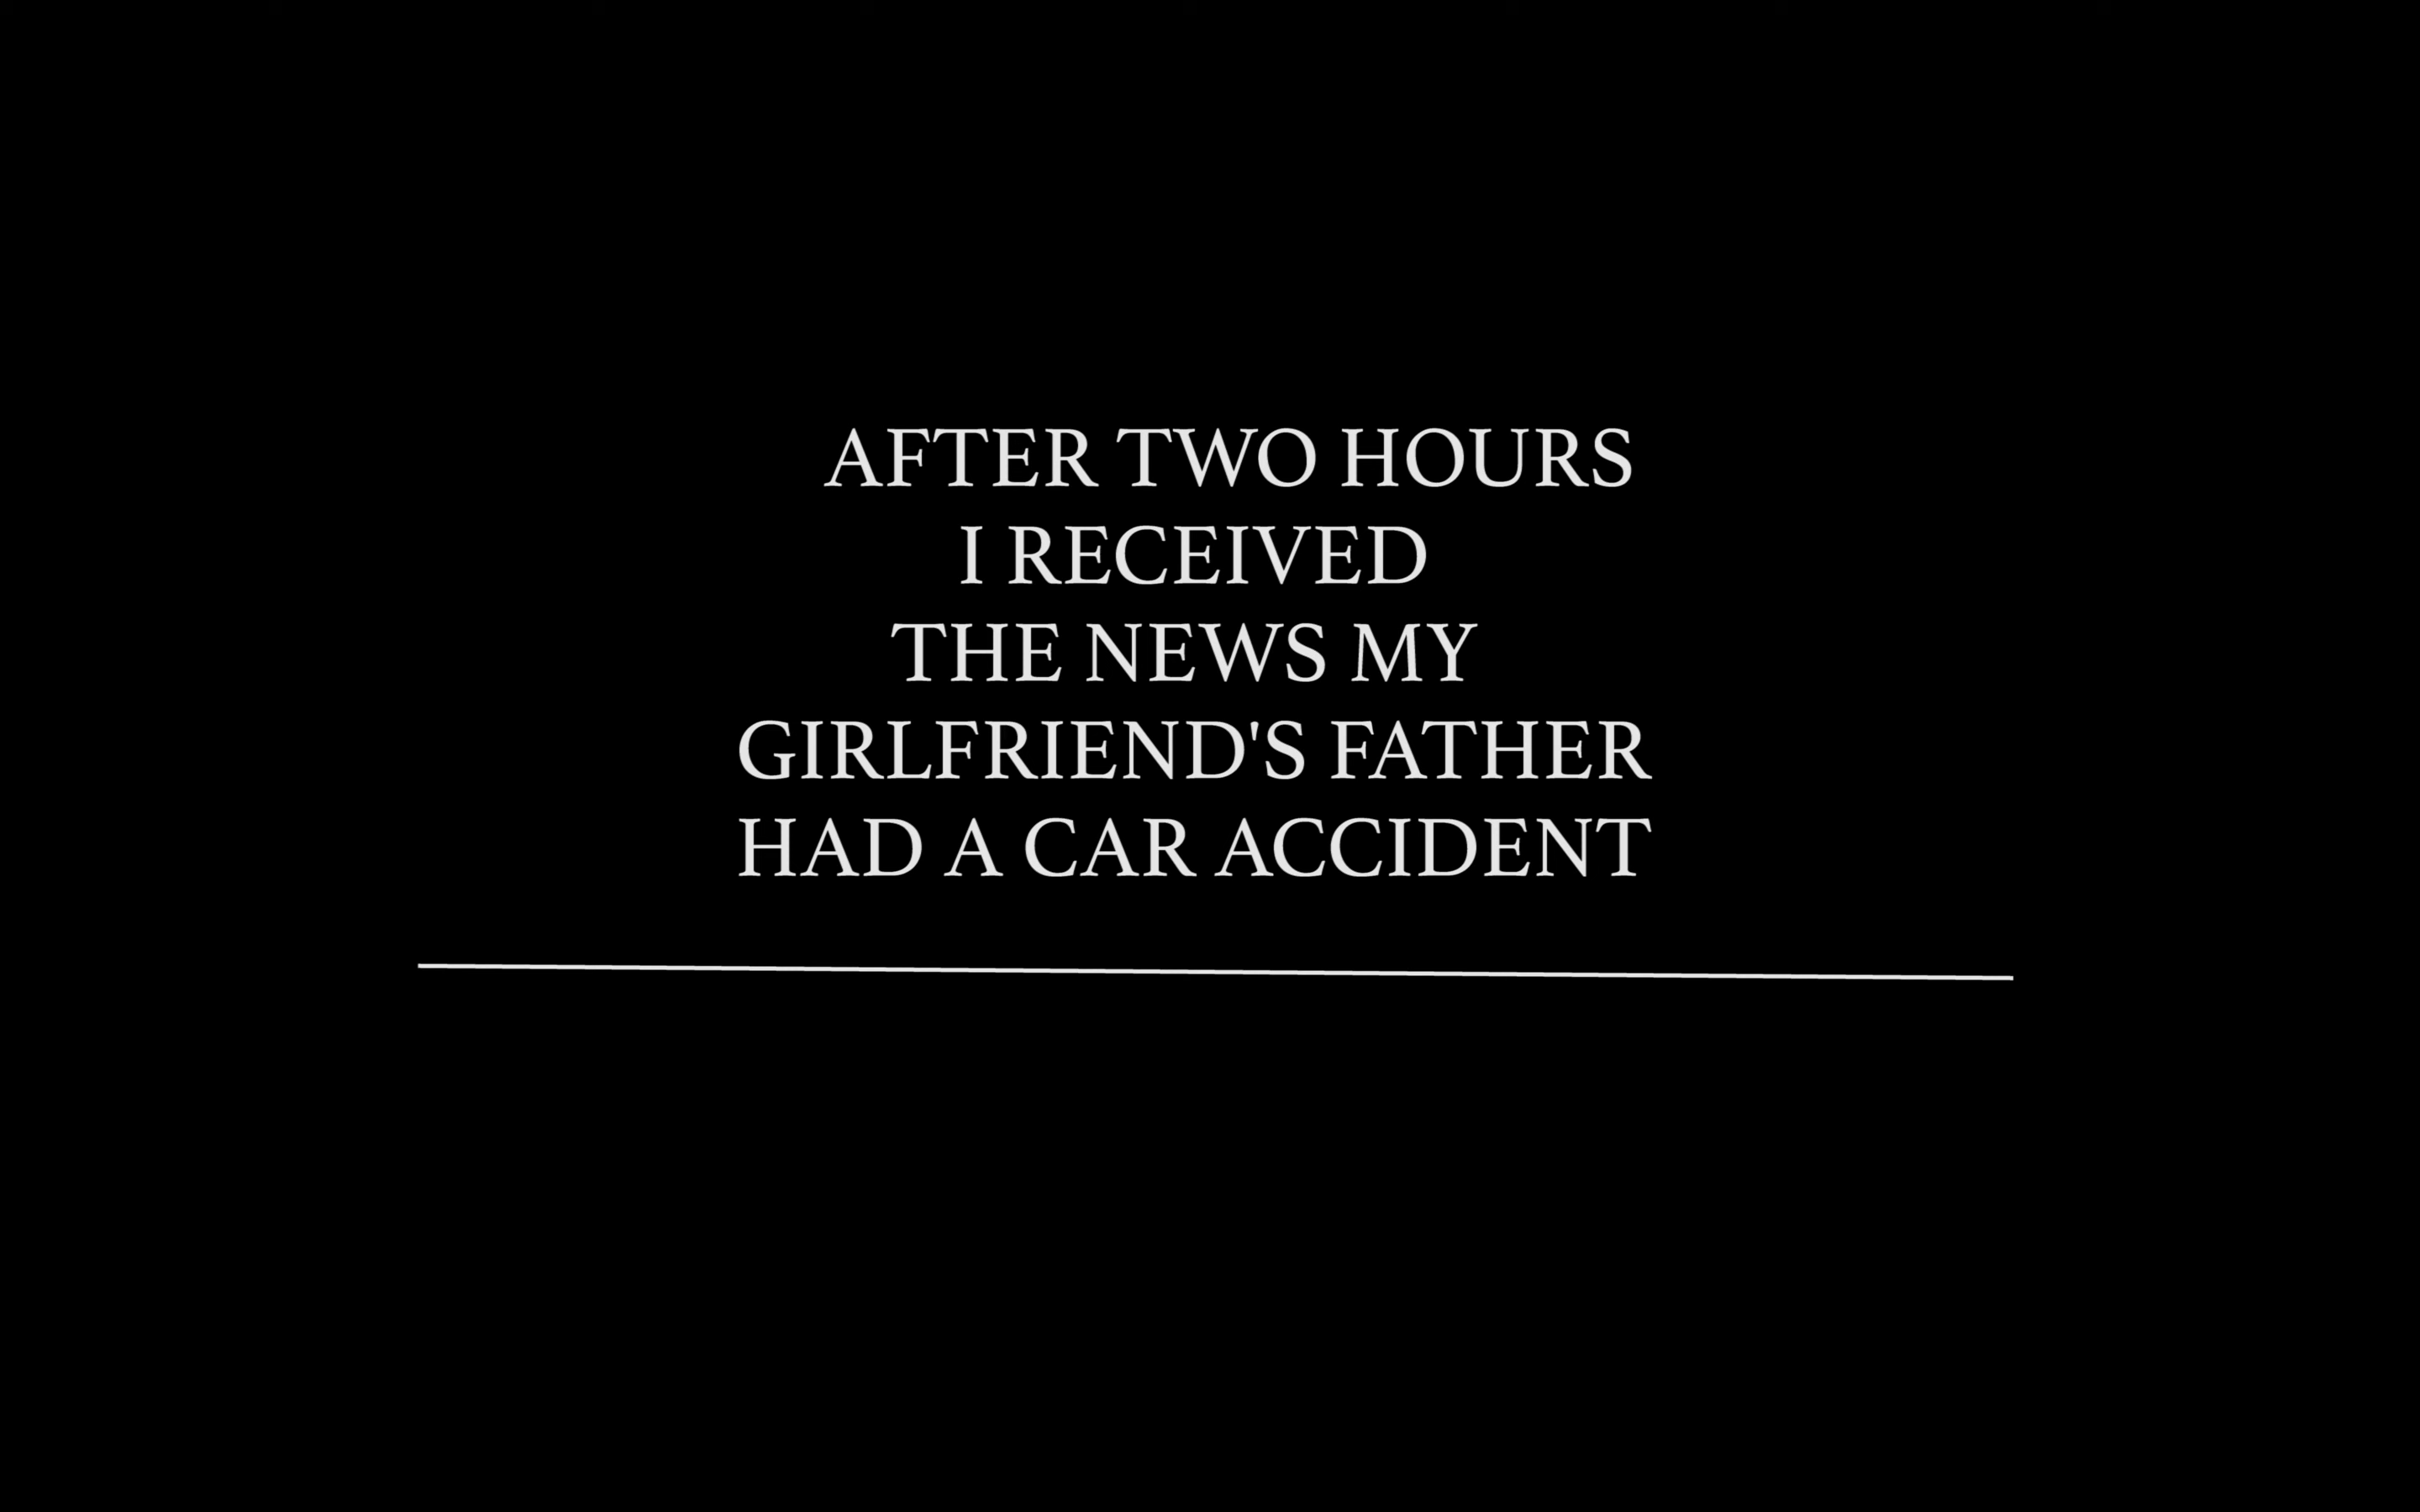 AFTER TWO HOURS
I RECEIVED
THE NEWS MY
GIRLFRIEND'S FATHER
HAD A CAR ACCIDENT